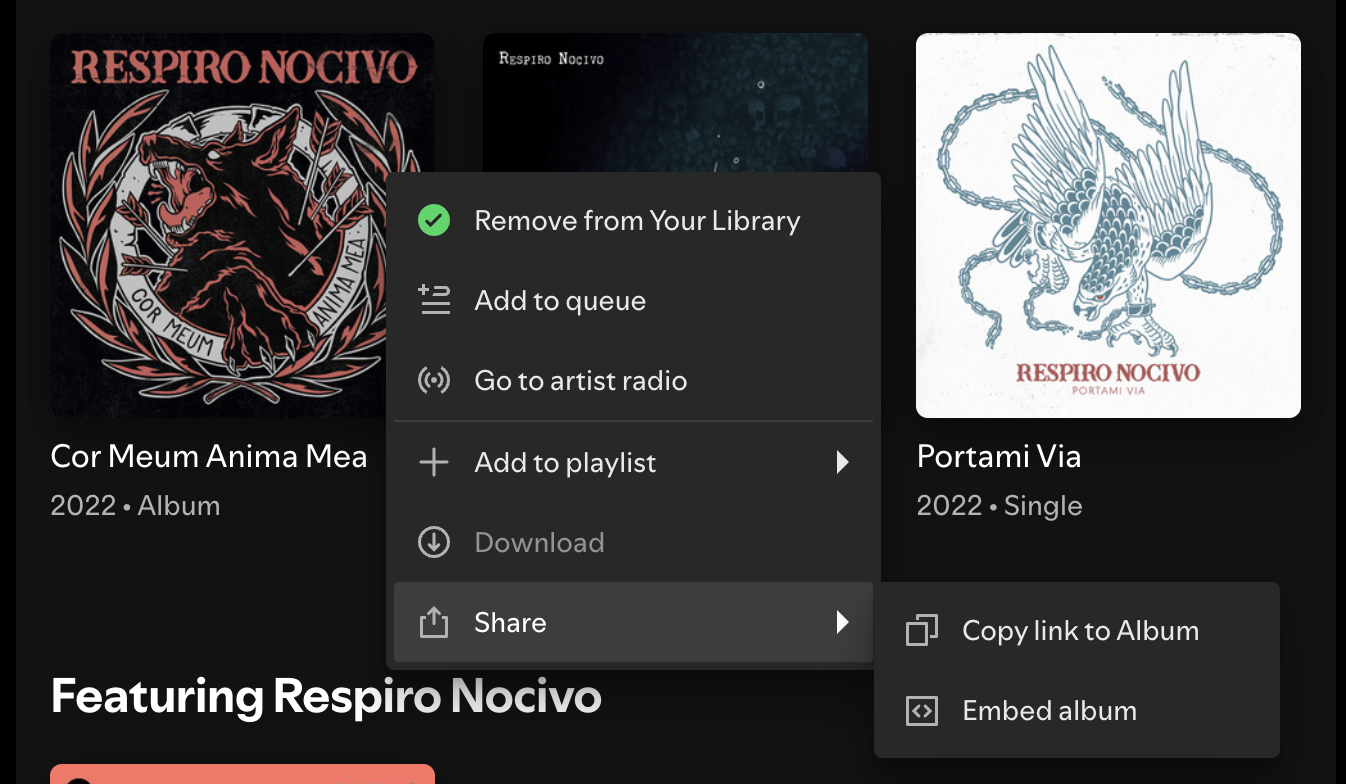 RESPIRO NOCIVO
COR MEUM
ANIMA MEA
Respiro Nocivo
RESPIRO NOCIVO
PORTAMI VIA
Remove from Your Library
Add to queue
Go to artist radio
Add to playlist
Download
Share
Copy link to Album
Embed album
Cor Meum Anima Mea
2022 • Album
Portami Via
2022 • Single
Featuring Respiro Nocivo